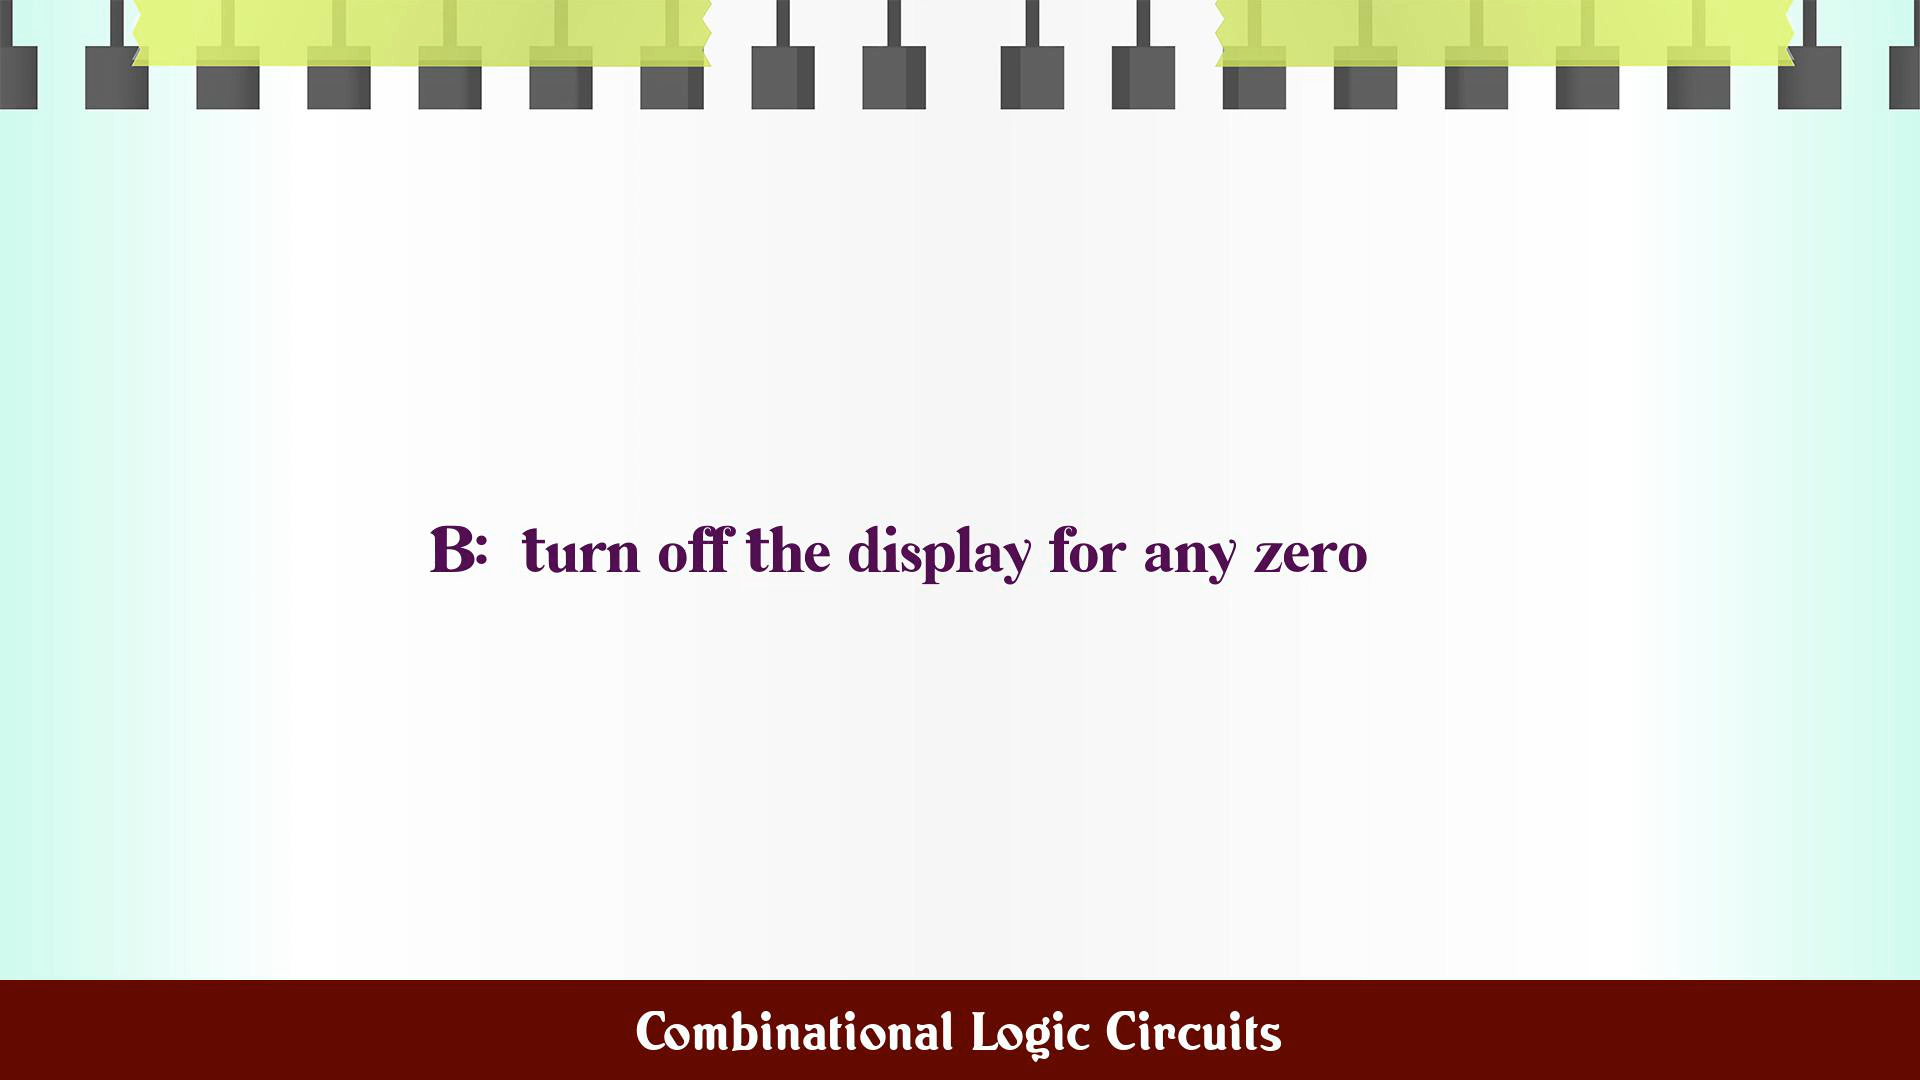 B: turn off the display for any zero
Combinational Logic Circuits